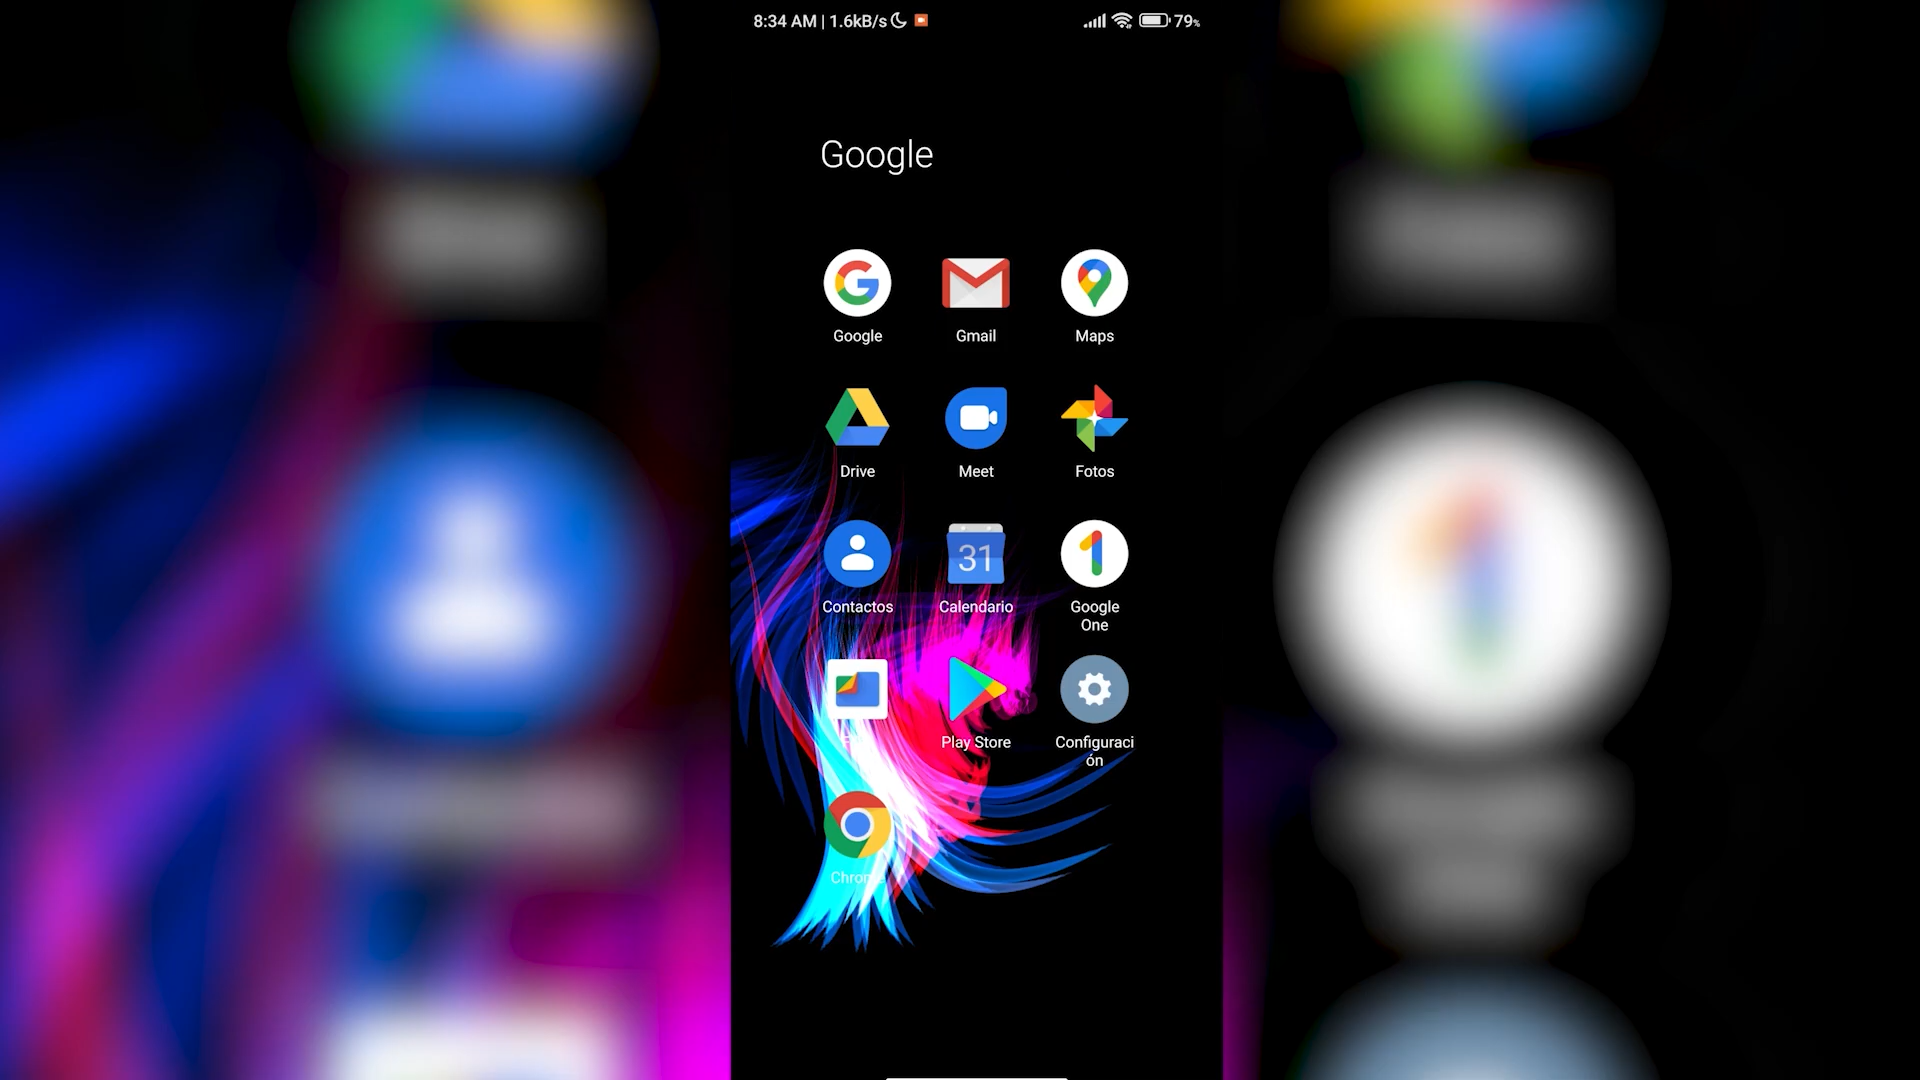 8:34 AM | 1.6kB/s 79%
Google
Google Gmail Maps
Drive Meet Fotos
Contactos Calendario Google
One
31
Play Store Configuraci
ón
Chrome